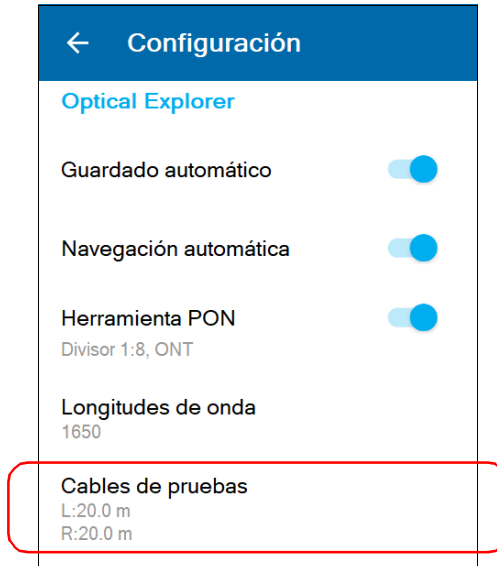 Configuración
Optical Explorer
Guardado automático
Navegación automática
Herramienta PON
Divisor 1:8, ONT
Longitudes de onda
1650
Cables de pruebas
L:20.0 m
R:20.0 m